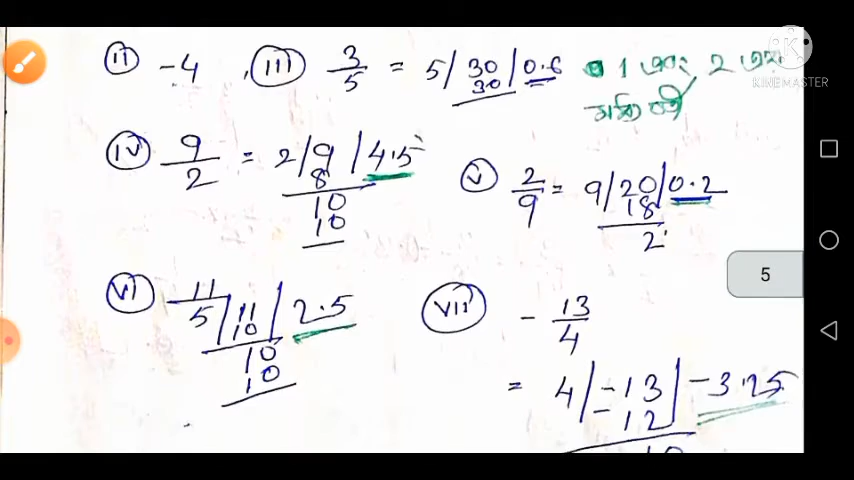 (ii) -4 , (iii) 3/5 = 5/30/0.6 1 2
30
KINEMASTER
(iv) 9/2 = 2/9/4.5
8
10
10
(v) 2/9 = 9/20/0.2
18
2
5
(vi) 11
5/11/2.5
10
10
10
(vii) - 13/4
= 4/-13/-3.25
-12
10